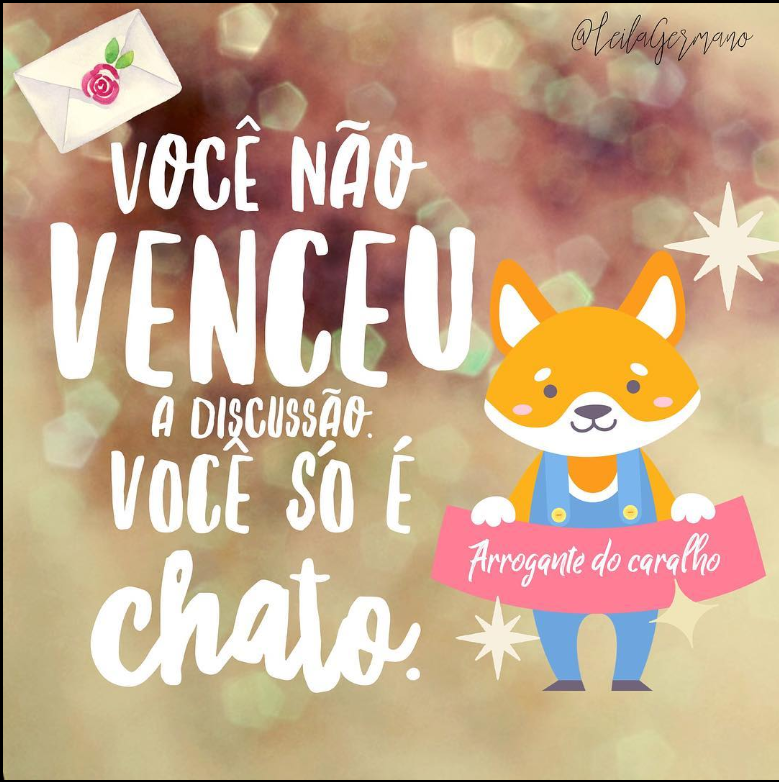 @LeilaGermano
VOCÊ NÃO
VENCEU
A DISCUSSÃO.
VOCÊ SÓ É
chato.
Arrogante do caralho